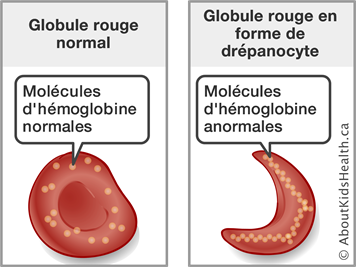 Globule rouge
normal
Molécules
d'hémoglobine
normales
Globule rouge en
forme de
drépanocyte
Molécules
d'hémoglobine
anormales
© AboutKidsHealth.ca